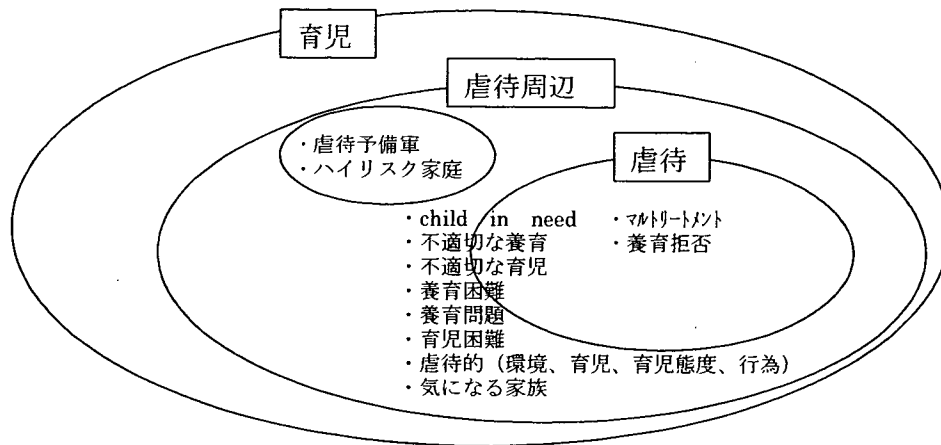 育児
虐待周辺
・虐待予備軍
・ハイリスク家庭
虐待
・child in need
・不適切な養育
・不適切な育児
・養育困難
・養育問題
・育児困難
・虐待的（環境、育児、育児態度、行為）
・気になる家族
・ﾏﾙﾄﾘｰﾄﾒﾝﾄ
・養育拒否